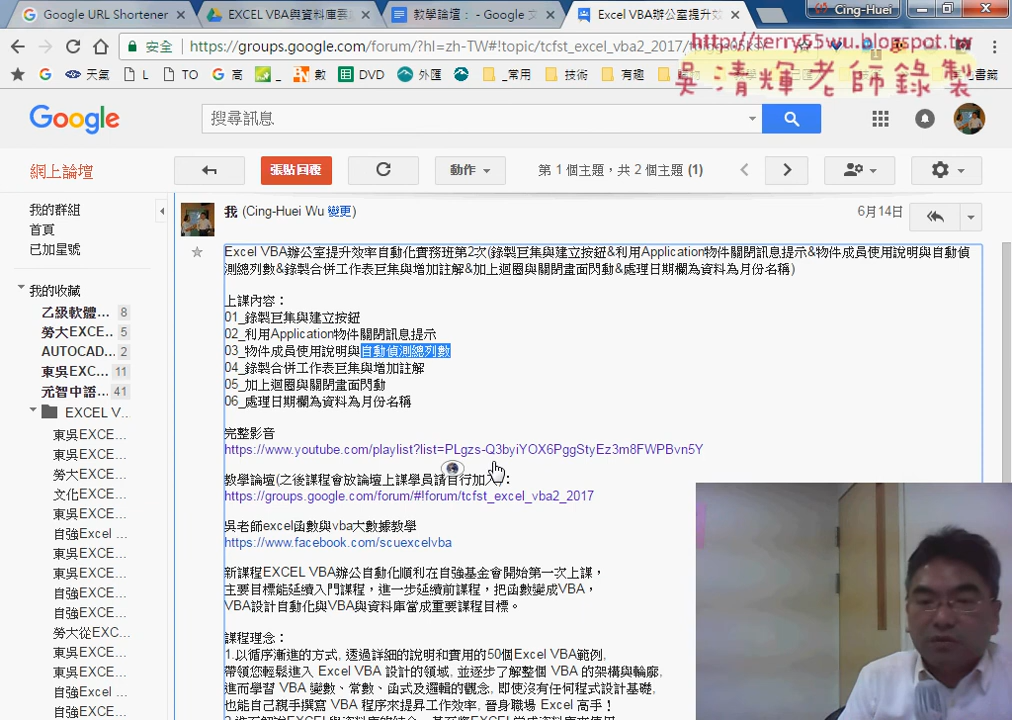 Google URL Shortener
EXCEL VBA與資料庫雲
教學論壇： - Google 文
Excel VBA辦公室提升效
Cing-Huei
安全
https://groups.google.com/forum/?hl=zh-TW#!topic/tcfst_excel_vba2_2017/
http://terry55wu.blogspot.tw
吳清輝老師錄製
天氣
L
TO
高
數
DVD
外匯
_常用
技術
有趣
書籤
Google
搜尋訊息
網上論壇
張貼回覆
動作
第 1 個主題，共 2 個主題 (1)
我的群組
首頁
已加星號
我的收藏
乙級軟體... 8
勞大EXCE... 5
AUTOCAD... 2
東吳EXC... 11
元智中語... 41
EXCEL V...
東吳EXCE...
東吳EXCE...
勞大EXCE...
文化EXCE...
自強Excel ...
東吳EXCE...
東吳EXCE...
自強EXCE...
自強EXCE...
東吳EXCE...
勞大從EXC...
東吳EXCE...
東吳EXCE...
自強Excel ...
東吳EXCE...
我 (Cing-Huei Wu 變更)
6月14日
Excel VBA辦公室提升效率自動化實務班第2次(錄製巨集與建立按鈕&利用Application物件關閉訊息提示&物件成員使用說明與自動偵
測總列數&錄製合併工作表巨集與增加註解&加上迴圈與關閉畫面閃動&處理日期欄為資料為月份名稱)
上課內容：
01_錄製巨集與建立按鈕
02_利用Application物件關閉訊息提示
03_物件成員使用說明與自動偵測總列數
04_錄製合併工作表巨集與增加註解
05_加上迴圈與關閉畫面閃動
06_處理日期欄為資料為月份名稱
完整影音
https://www.youtube.com/playlist?list=PLgzs-Q3byiYOX6PggStyEz3m8FWPBvn5Y
教學論壇(之後課程會放論壇上課學員請自行加入)：
https://groups.google.com/forum/#!forum/tcfst_excel_vba2_2017
吳老師excel函數與vba大數據教學
https://www.facebook.com/scuexcelvba
新課程EXCEL VBA辦公自動化順利在自強基金會開始第一次上課，
主要目標能延續入門課程，進一步延續前課程，把函數變成VBA，
VBA設計自動化與VBA與資料庫當成重要課程目標。
課程理念：
1.以循序漸進的方式, 透過詳細的說明和實用的50個Excel VBA範例,
帶領您輕鬆進入 Excel VBA 設計的領域, 並逐步了解整個 VBA 的架構與輪廓,
進而學習 VBA 變數、常數、函式及邏輯的觀念, 即使沒有任何程式設計基礎,
也能自己親手撰寫 VBA 程序來提昇工作效率, 晉身職場 Excel 高手！